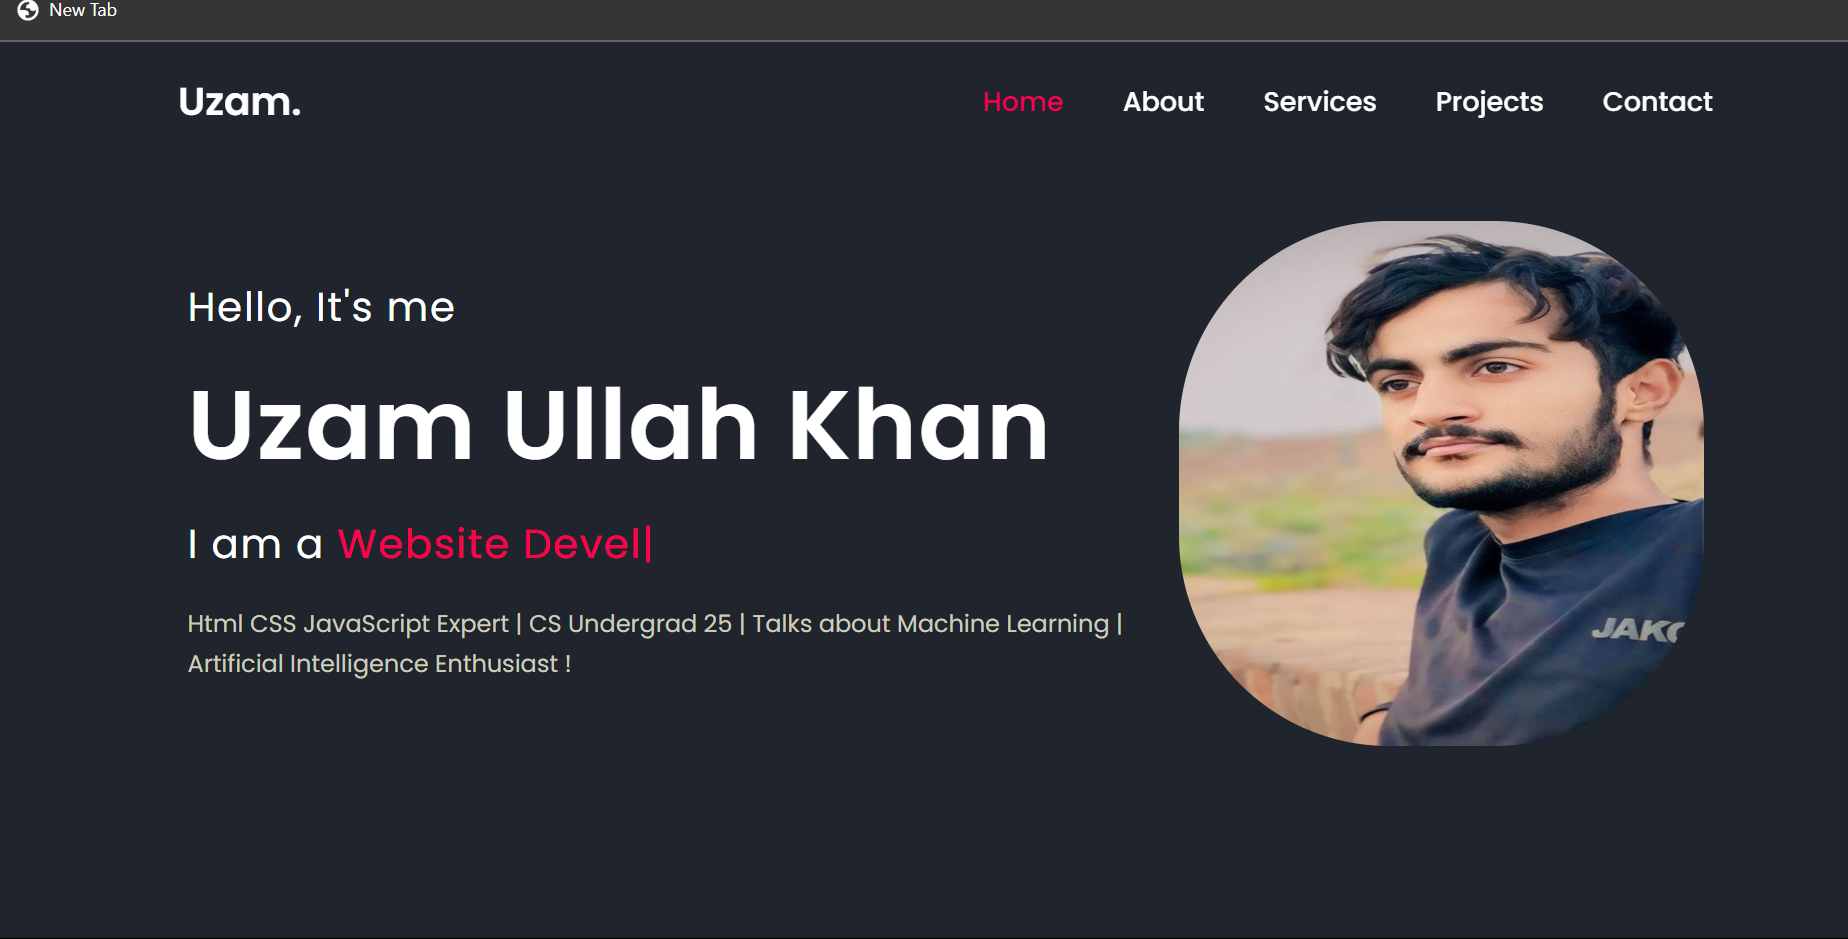 New Tab
Uzam.
Home About Services Projects Contact
Hello, It's me
Uzam Ullah Khan
I am a Website Devel|
Html CSS JavaScript Expert | CS Undergrad 25 | Talks about Machine Learning |
Artificial Intelligence Enthusiast !